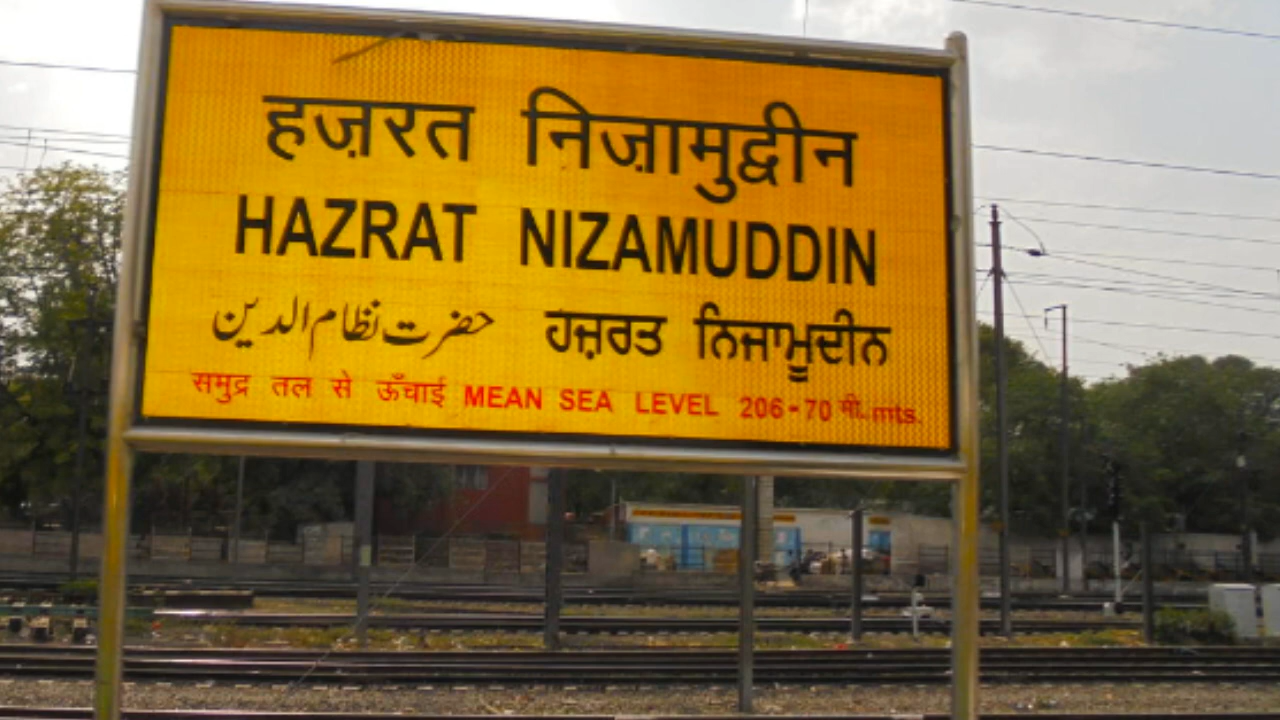 हज़रत निज़ामुद्वीन
HAZRAT NIZAMUDDIN
حضرت نظام الدین ਹਜ਼ਰਤ ਨਿਜਾਮੂਦੀਨ
समुद्र तल से ऊँचाई MEAN SEA LEVEL 206-70 मी. mts.